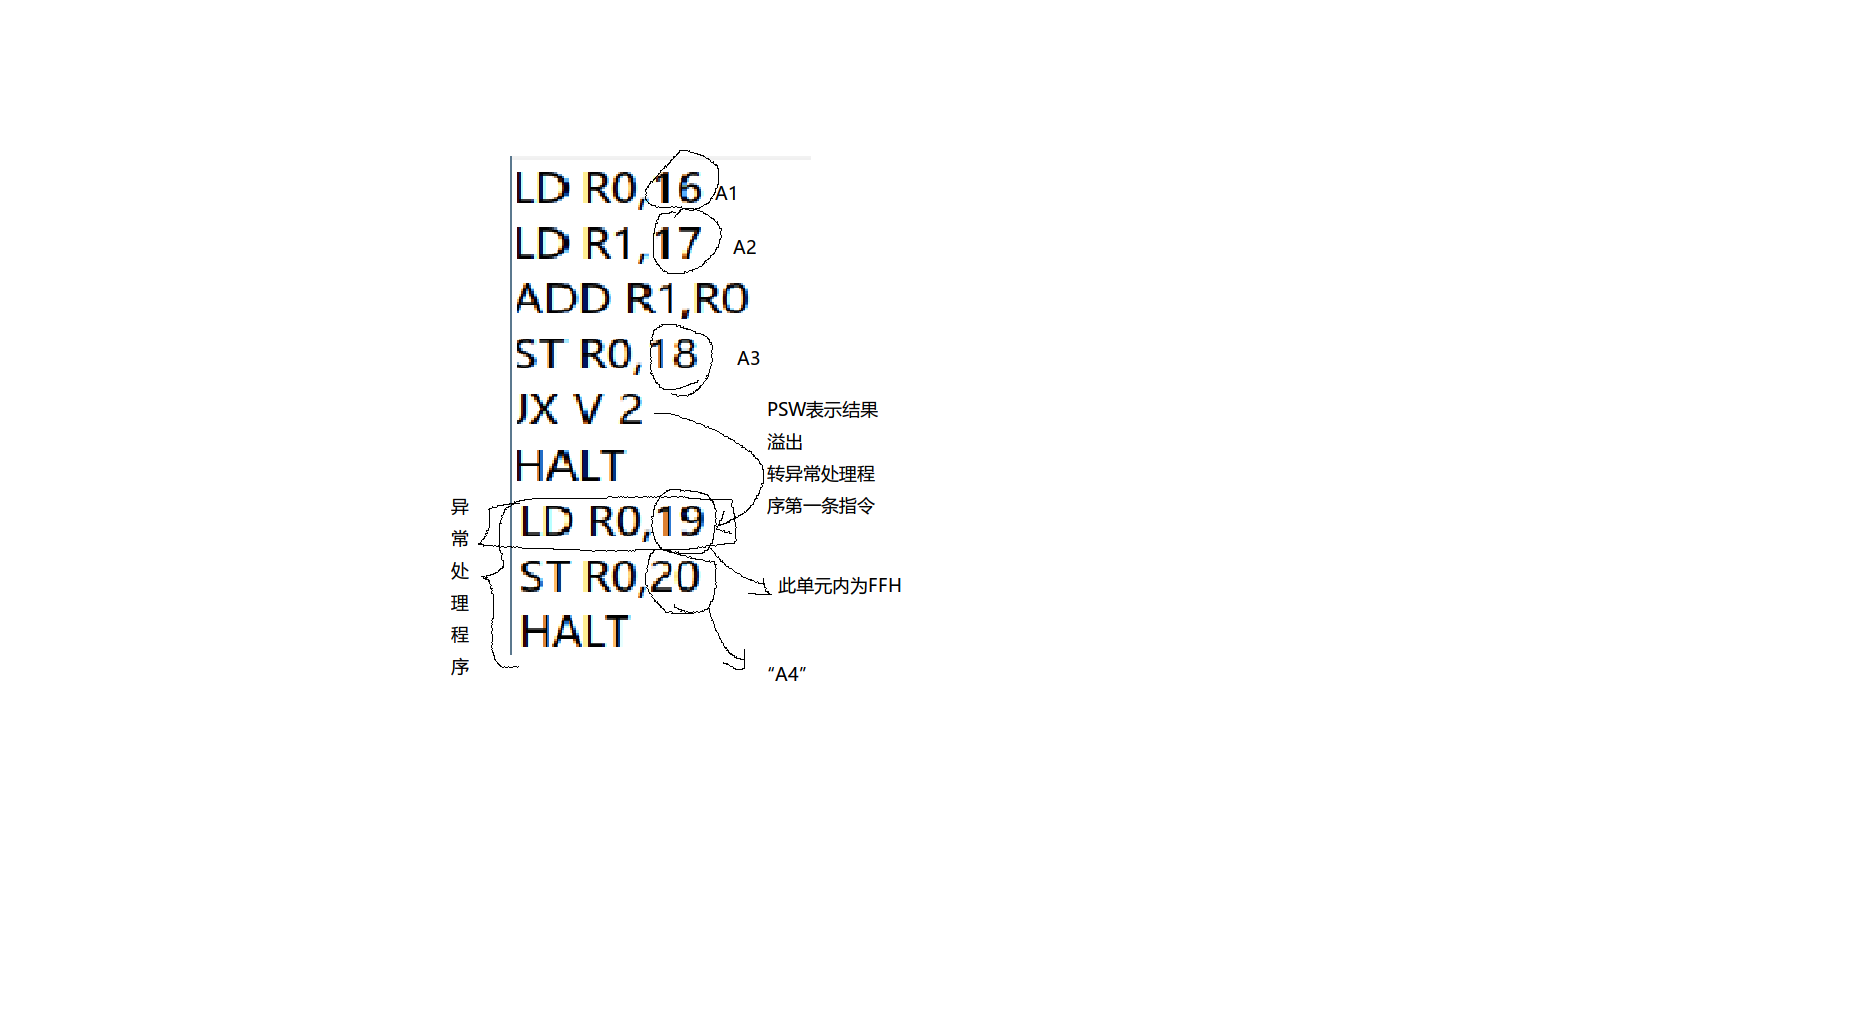 LD R0,16 A1
LD R1,17 A2
ADD R1,R0
ST R0,18 A3
JX V 2
HALT
LD R0,19
ST R0,20
HALT
PSW表示结果
溢出
转异常处理程
序第一条指令
异
常
处
理
程
序
此单元内为FFH
“A4”